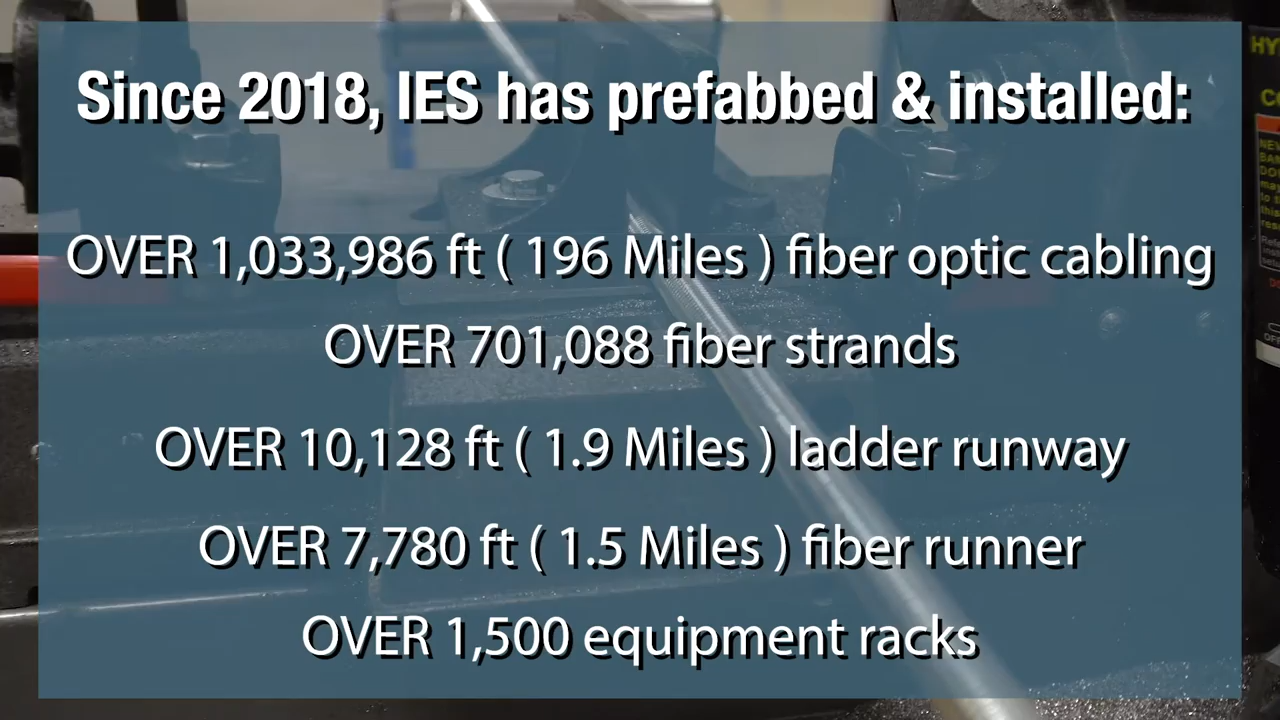 Since 2018, IES has prefabbed & installed:
OVER 1,033,986 ft ( 196 Miles ) fiber optic cabling
OVER 701,088 fiber strands
OVER 10,128 ft ( 1.9 Miles ) ladder runway
OVER 7,780 ft ( 1.5 Miles ) fiber runner
OVER 1,500 equipment racks
HY